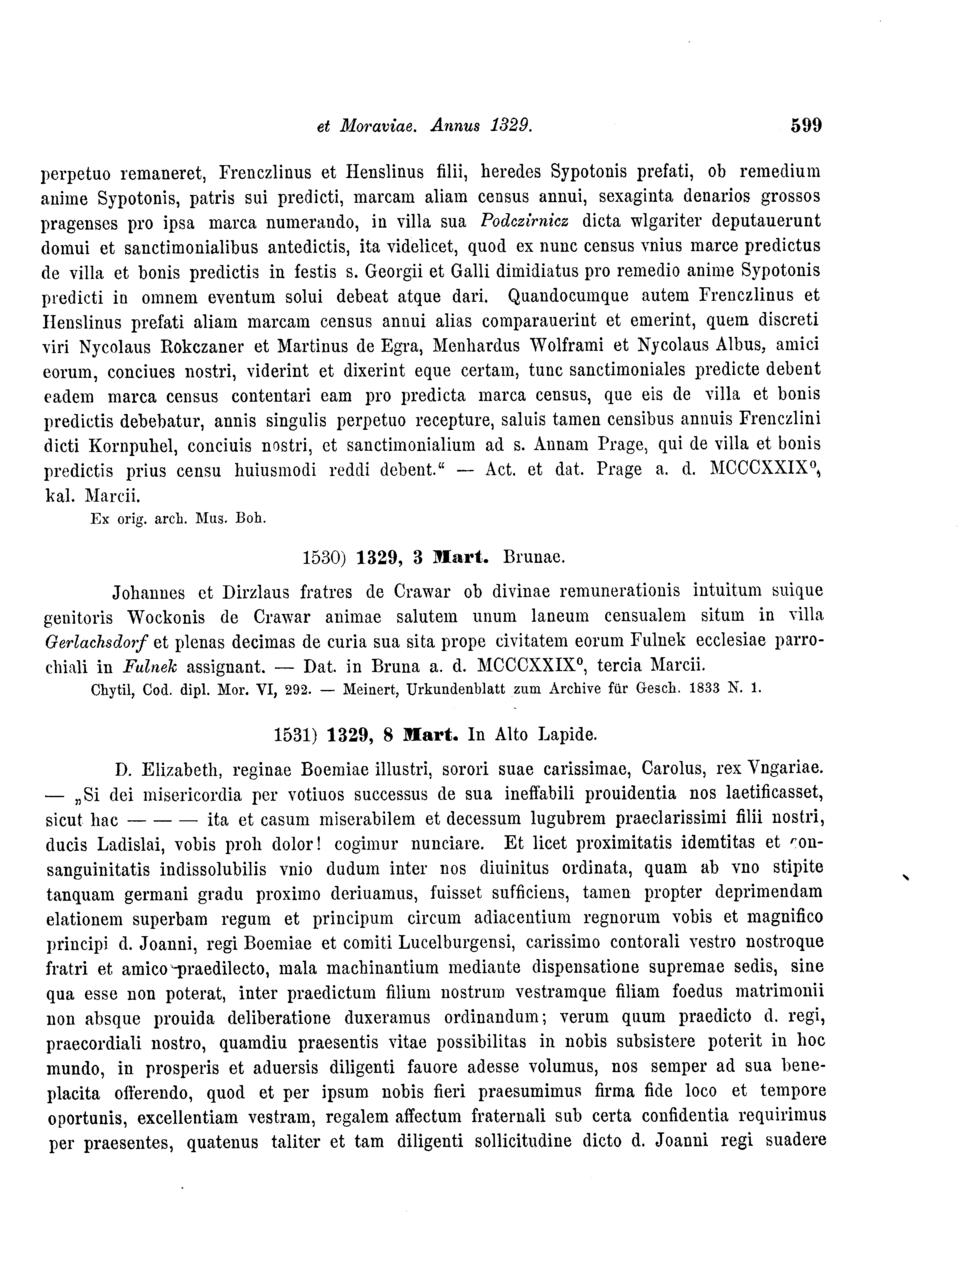 et Moraviae. Annus 1329. 599
perpetuo remaneret, Frenczlinus et Henslinus filii, heredes Sypotonis prefati, ob remedium
anime Sypotonis, patris sui predicti, marcam aliam census annui, sexaginta denarios grossos
pragenses pro ipsa marca numerando, in villa sua Podczirnicz dicta wlgariter deputauerunt
domui et sanctimonialibus antedictis, ita videlicet, quod ex nunc census vnius marce predictus
de villa et bonis predictis in festis s. Georgii et Galli dimidiatus pro remedio anime Sypotonis
predicti in omnem eventum solui debeat atque dari. Quandocumque autem Frenczlinus et
Henslinus prefati aliam marcam census annui alias comparauerint et emerint, quem discreti
viri Nycolaus Rokczaner et Martinus de Egra, Menhardus Wolframi et Nycolaus Albus, amici
eorum, conciues nostri, viderint et dixerint eque certam, tunc sanctimoniales predicte debent
eadem marca census contentari eam pro predicta marca census, que eis de villa et bonis
predictis debebatur, annis singulis perpetuo recepture, saluis tamen censibus annuis Frenczlini
dicti Kornpuhel, conciuis nostri, et sanctimonialium ad s. Annam Prage, qui de villa et bonis
predictis prius censu huiusmodi reddi debent.“ — Act. et dat. Prage a. d. MCCCXXIX⁰,
kal. Marcii.
Ex orig. arch. Mus. Boh.
1530) 1329, 3 Mart. Brunae.
Johannes et Dirzlaus fratres de Crawar ob divinae remunerationis intuitum suique
genitoris Wockonis de Crawar animae salutem unum laneum censualem situm in villa
Gerlachsdorf et plenas decimas de curia sua sita prope civitatem eorum Fulnek ecclesiae parro-
chiali in Fulnek assignant. — Dat. in Bruna a. d. MCCCXXIX⁰, tercia Marcii.
Chytil, Cod. dipl. Mor. VI, 292. — Meinert, Urkundenblatt zum Archive für Gesch. 1833 N. 1.
1531) 1329, 8 Mart. In Alto Lapide.
D. Elizabeth, reginae Boemiae illustri, sorori suae carissimae, Carolus, rex Vngariae.
— „Si dei misericordia per votiuos successus de sua ineffabili prouidentia nos laetificasset,
sicut hac — — — ita et casum miserabilem et decessum lugubrem praeclarissimi filii nostri,
ducis Ladislai, vobis proh dolor! cogimur nunciare. Et licet proximitatis idemtitas et con-
sanguinitatis indissolubilis vnio dudum inter nos diuinitus ordinata, quam ab vno stipite
tanquam germani gradu proximo deriuamus, fuisset sufficiens, tamen propter deprimendam
elationem superbam regum et principum circum adiacentium regnorum vobis et magnifico
principi d. Joanni, regi Boemiae et comiti Lucelburgensi, carissimo contorali vestro nostroque
fratri et amico praedilecto, mala machinantium mediante dispensatione supremae sedis, sine
qua esse non poterat, inter praedictum filium nostrum vestramque filiam foedus matrimonii
non absque prouida deliberatione duxeramus ordinandum; verum quum praedicto d. regi,
praecordiali nostro, quamdiu praesentis vitae possibilitas in nobis subsistere poterit in hoc
mundo, in prosperis et aduersis diligenti fauore adesse volumus, nos semper ad sua bene-
placita offerendo, quod et per ipsum nobis fieri praesumimus firma fide loco et tempore
oportunis, excellentiam vestram, regalem affectum fraternali sub certa confidentia requirimus
per praesentes, quatenus taliter et tam diligenti sollicitudine dicto d. Joanni regi suadere